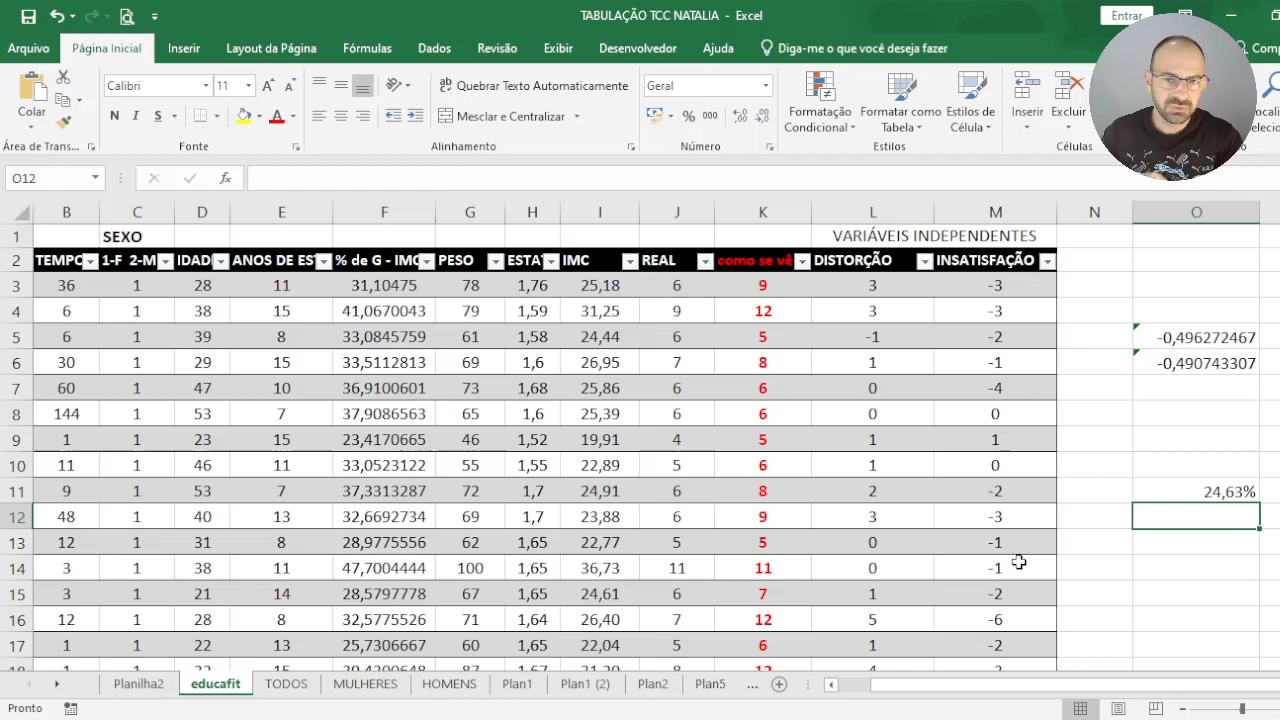 TABULAÇÃO TCC NATALIA - Excel
Entrar
Arquivo Página Inicial Inserir Layout da Página Fórmulas Dados Revisão Exibir Desenvolvedor Ajuda Diga-me o que você deseja fazer
Calibri 11 Quebrar Texto Automaticamente Geral
Colar N I S Mesclar e Centralizar % 000 Formatação Condicional Formatar como Tabela Estilos de Célula Inserir Excluir
Área de Trans... Fonte Alinhamento Número Estilos Células
O12 fx
B C D E F G H I J K L M N O
1 SEXO VARIÁVEIS INDEPENDENTES
2 TEMPO 1-F 2-M ANOS DE ES % de G - IMC PESO IMC REAL como se vê DISTORÇÃO INSATISFAÇÃO
3 36 1 28 11 31,10475 78 1,76 25,18 6 9 3 -3
4 6 1 38 15 41,0670043 79 1,59 31,25 9 12 3 -3
5 6 1 39 8 33,0845759 61 1,58 24,44 6 5 -1 -2 -0,496272467
6 30 1 29 15 33,5112813 69 1,6 26,95 7 8 1 -1 -0,490743307
7 60 1 47 10 36,9100601 73 1,68 25,86 6 6 0 -4
8 144 1 53 7 37,9086563 65 1,6 25,39 6 6 0 0
9 1 1 23 15 23,4170665 46 1,52 19,91 4 5 1 1
10 11 1 46 11 33,0523122 55 1,55 22,89 5 6 1 0
11 9 1 53 7 37,3313287 72 1,7 24,91 6 8 2 -2 24,63%
12 48 1 40 13 32,6692734 69 1,7 23,88 6 9 3 -3
13 12 1 31 8 28,9775556 62 1,65 22,77 5 5 0 -1
14 3 1 38 11 47,7004444 100 1,65 36,73 11 11 0 -1
15 3 1 21 14 28,5797778 67 1,65 24,61 6 7 1 -2
16 12 1 28 8 32,5775526 71 1,64 26,40 7 12 5 -6
17 1 1 22 13 25,7306667 60 1,65 22,04 5 6 1 -2
Planilha2 educafit TODOS MULHERES HOMENS Plan1 Plan1 (2) Plan2 Plan5 ...
Pronto